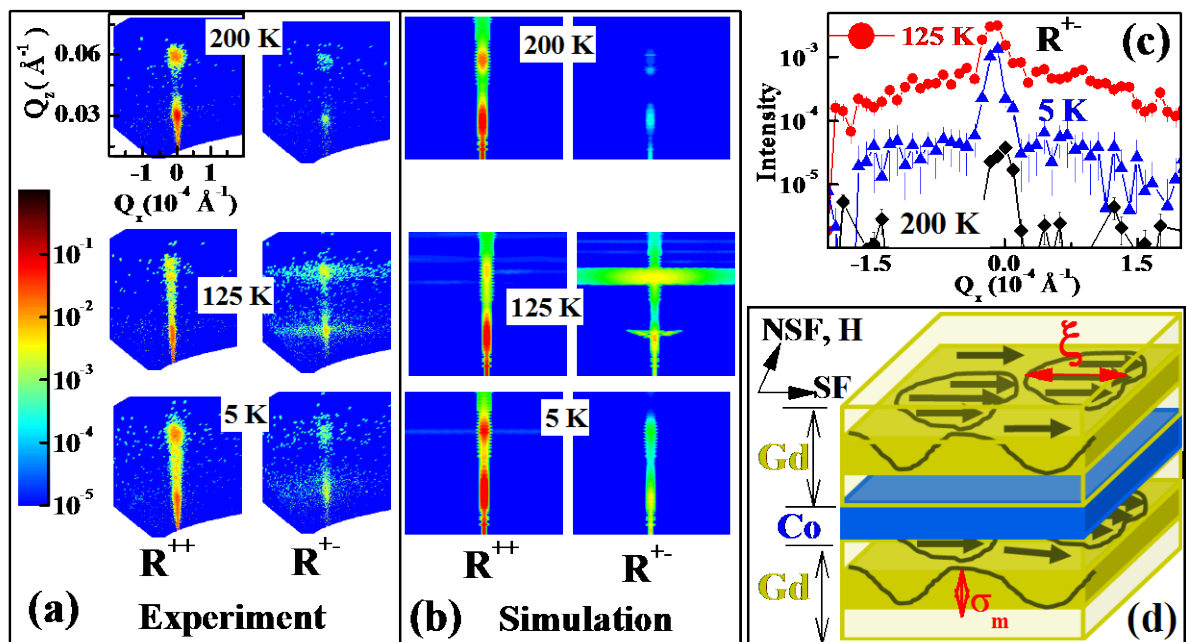 200 K
Q_z ( Å^-1)
0.06
0.03
-1 0 1
Q_x (10^-4 Å^-1)
10^-1
10^-2
10^-3
10^-4
10^-5
125 K
5 K
R^++ R^+-
(a) Experiment
(b) Simulation
200 K
125 K
5 K
R^++ R^+-
(c)
R^+-
125 K
5 K
200 K
Intensity
10^-3
10^-4
10^-5
-1.5 0.0 1.5
Q_x (10^-4 Å^-1)
NSF, H
SF
ξ
Gd
Co
Gd
σ_m
(d)